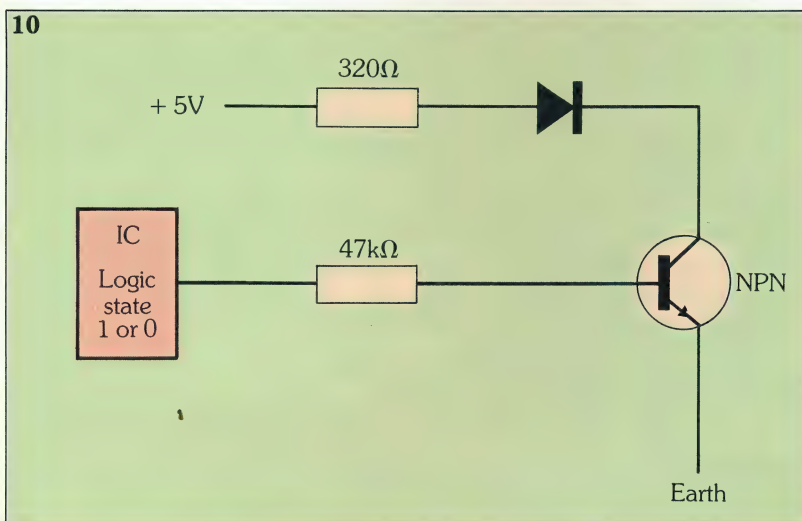 10
320Ω
+ 5V
IC
Logic
state
1 or 0
47kΩ
NPN
Earth